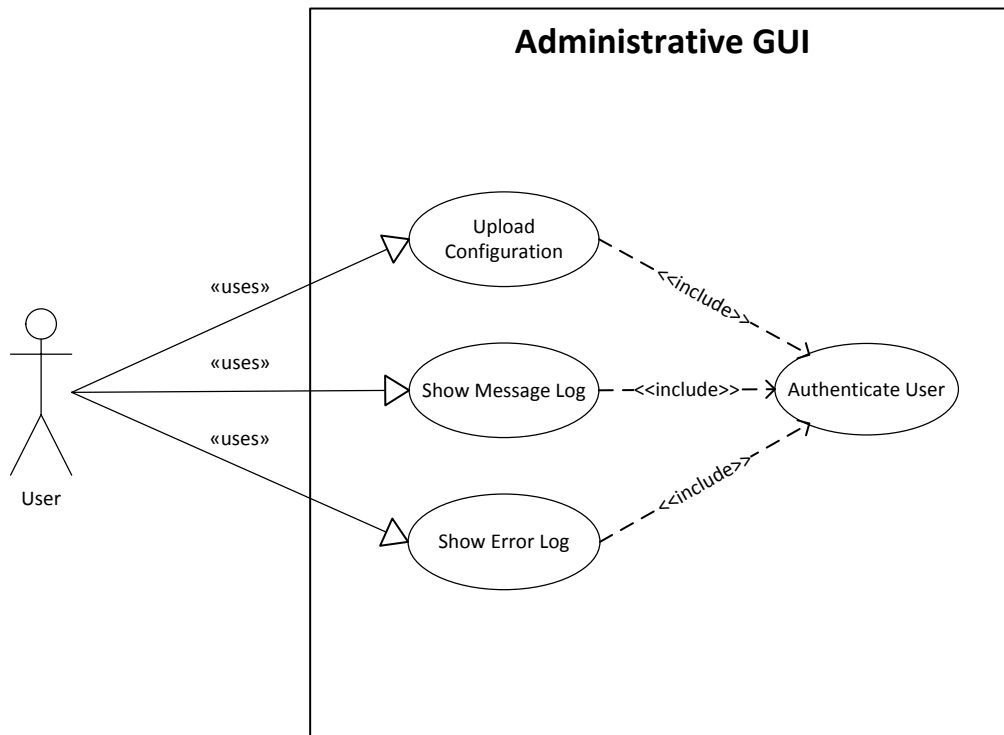 Administrative GUI
Upload
Configuration
«uses»
<<include>>
«uses»
Show Message Log
<<include>>
Authenticate User
«uses»
<<include>>
User
Show Error Log